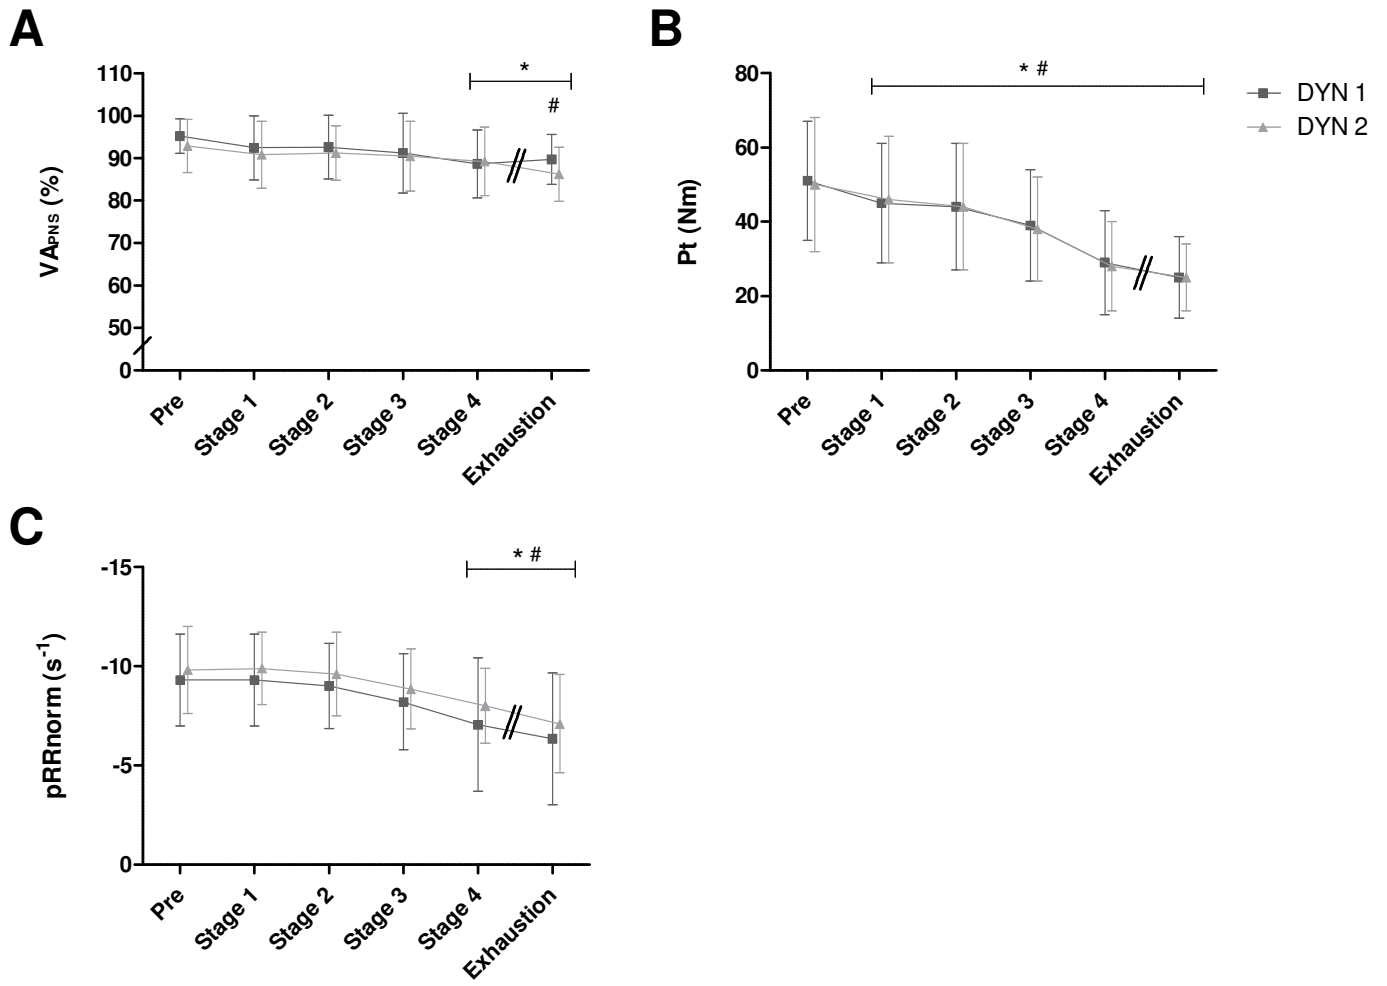 A
110
100
90
80
70
60
50
0
VAPNS (%)
*
#
Pre
Stage 1
Stage 2
Stage 3
Stage 4
Exhaustion
B
80
60
40
20
0
Pt (Nm)
* #
Pre
Stage 1
Stage 2
Stage 3
Stage 4
Exhaustion
DYN 1
DYN 2
C
-15
-10
-5
0
pRRnorm (s-1)
* #
Pre
Stage 1
Stage 2
Stage 3
Stage 4
Exhaustion